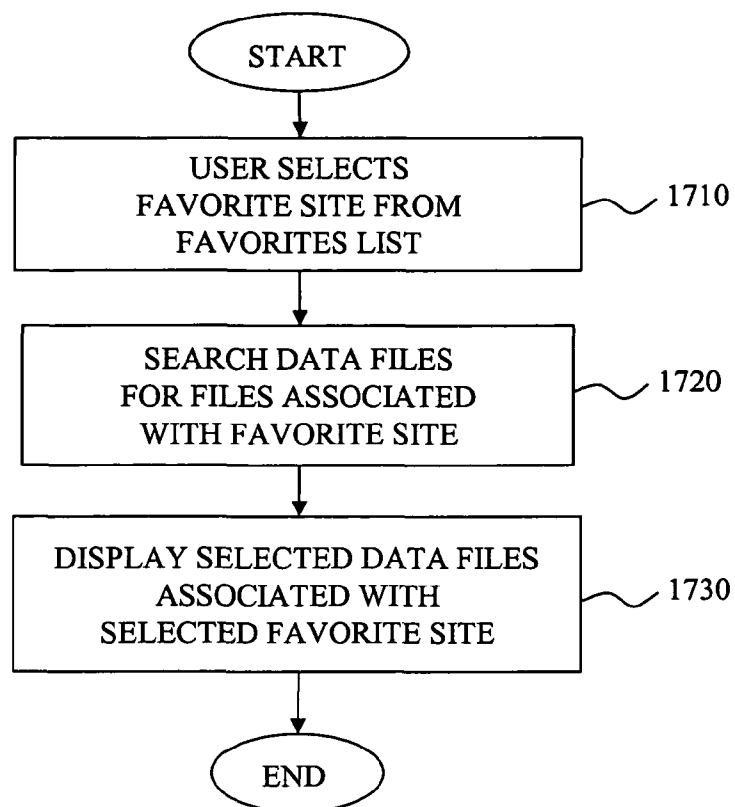 START
USER SELECTS
FAVORITE SITE FROM
FAVORITES LIST
1710
SEARCH DATA FILES
FOR FILES ASSOCIATED
WITH FAVORITE SITE
1720
DISPLAY SELECTED DATA FILES
ASSOCIATED WITH
SELECTED FAVORITE SITE
1730
END